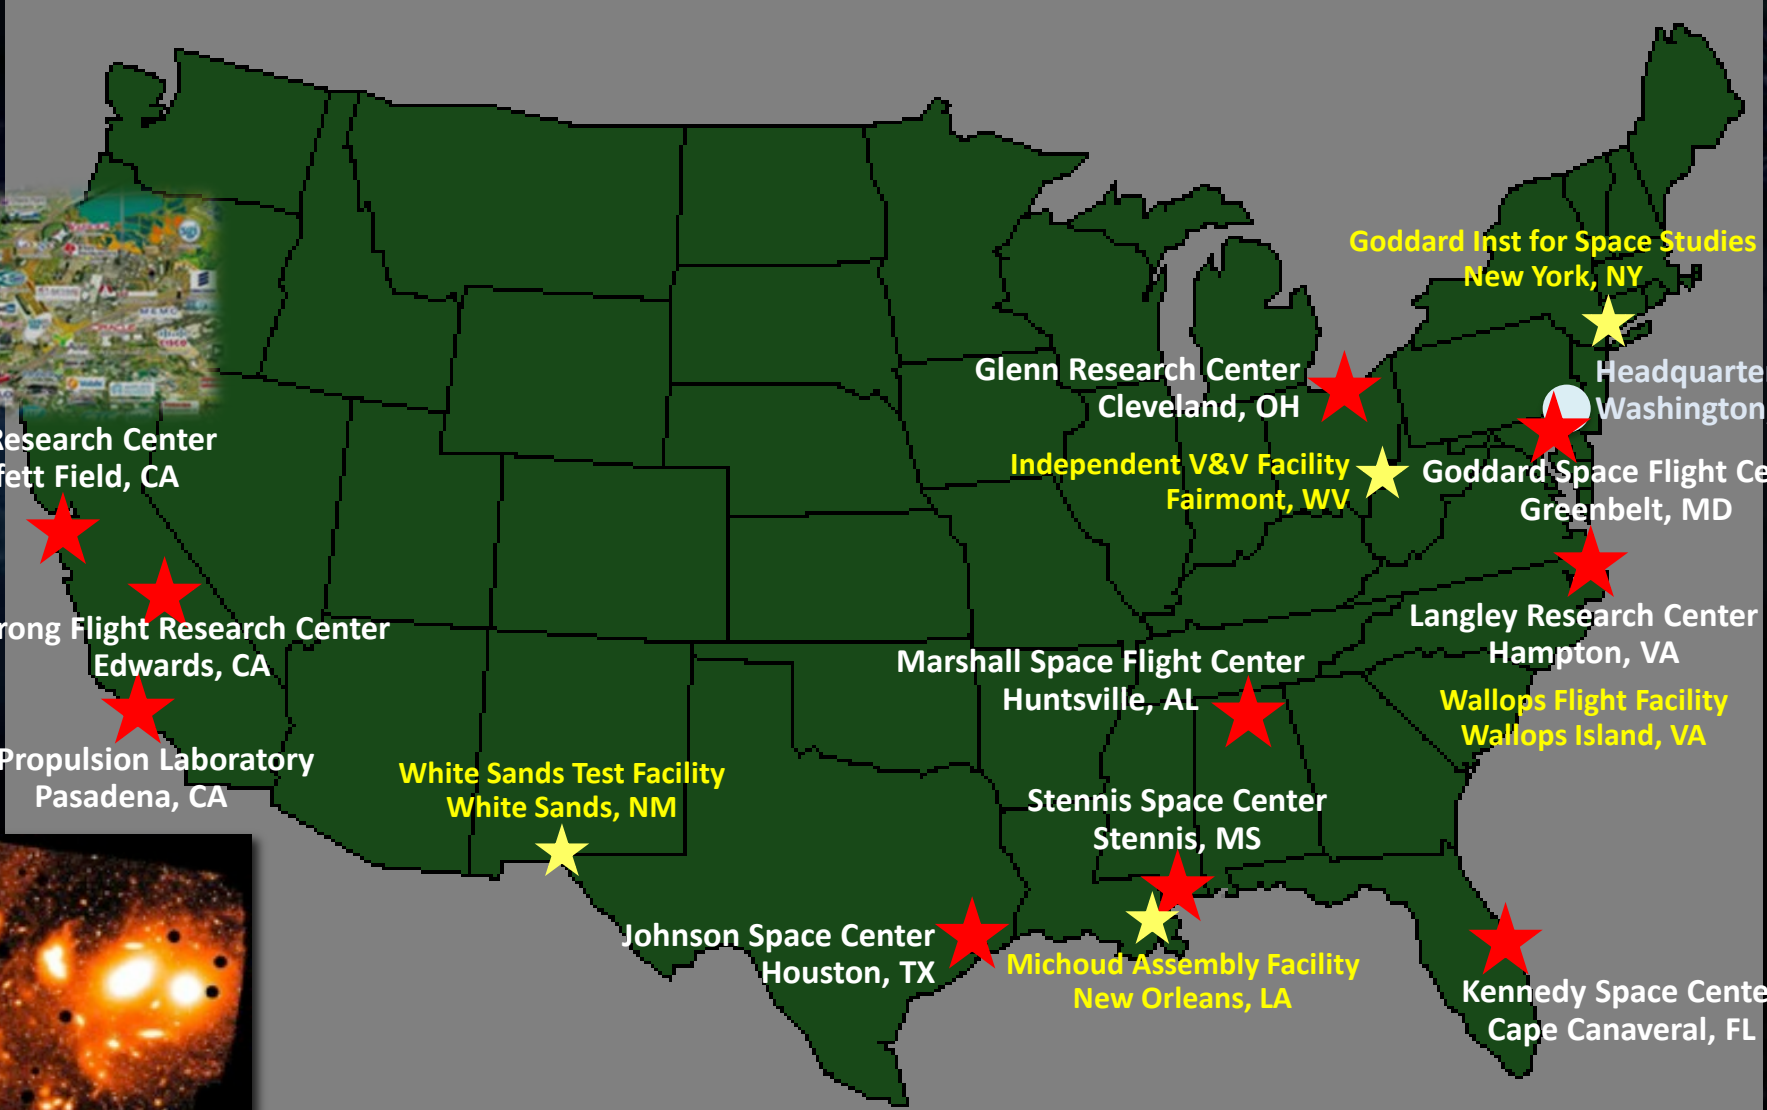 Goddard Inst for Space Studies
New York, NY
Glenn Research Center
Cleveland, OH
Headquarte
Washington
Research Center
fett Field, CA
Independent V&V Facility
Fairmont, WV
Goddard Space Flight Ce
Greenbelt, MD
rong Flight Research Center
Edwards, CA
Langley Research Center
Hampton, VA
Marshall Space Flight Center
Huntsville, AL
Wallops Flight Facility
Wallops Island, VA
Propulsion Laboratory
Pasadena, CA
White Sands Test Facility
White Sands, NM
Stennis Space Center
Stennis, MS
Johnson Space Center
Houston, TX
Michoud Assembly Facility
New Orleans, LA
Kennedy Space Cente
Cape Canaveral, FL